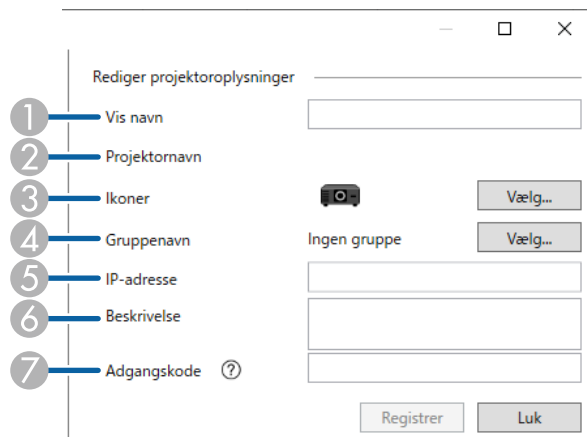 Rediger projektoroplysninger
1 Vis navn
2 Projektornavn
3 Ikoner Vælg...
4 Gruppenavn Ingen gruppe Vælg...
5 IP-adresse
6 Beskrivelse
7 Adgangskode ?
Registrer Luk